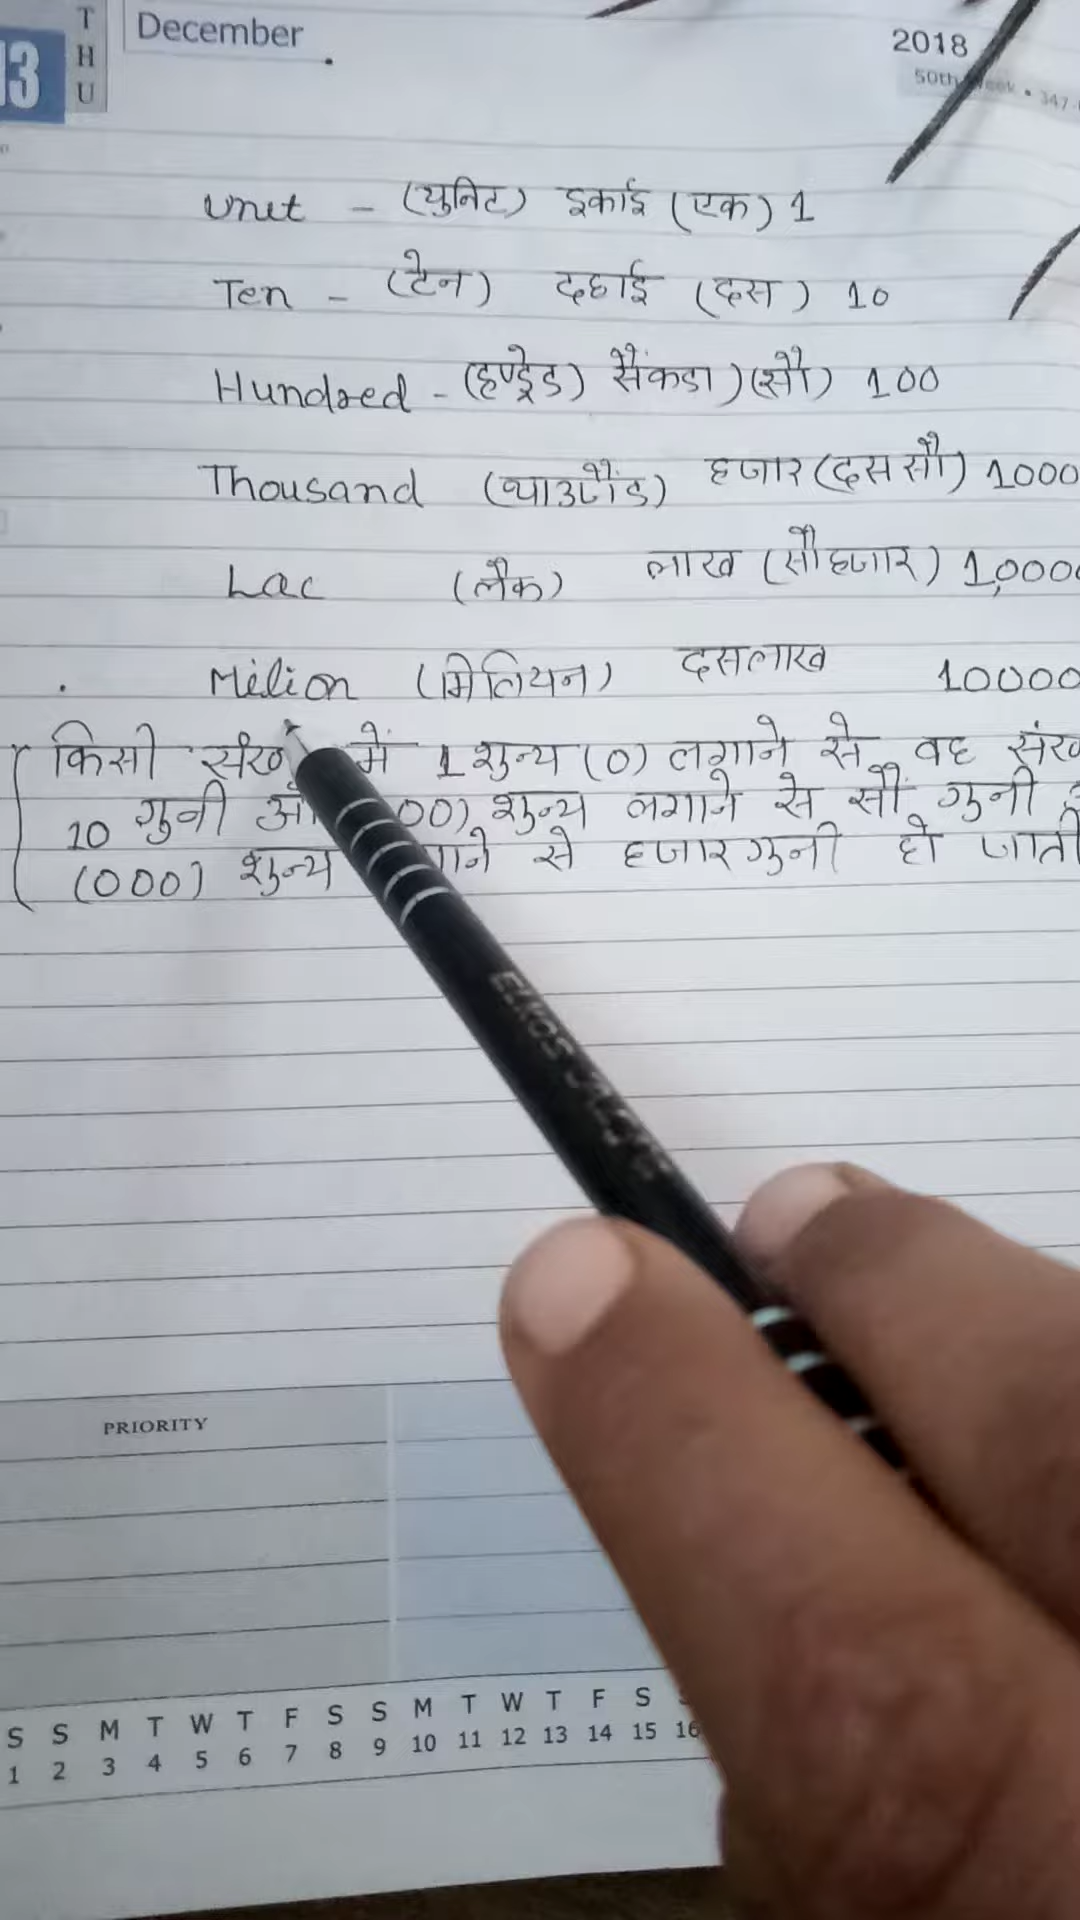 13
THU
December
2018
50th Week • 347
Unit - (युनिट) इकाई (एक) 1
Ten - (टैन) दहाई (दस) 10
Hundred - (हण्ड्रेड) सैंकडा) (सौ) 100
Thousand (थाउजैंड) हजार (दस सौ) 1000
Lac (लैक) लाख (सौ हजार) 1,000
Milion (मिलियन) दसलाख 10000
किसी में 1 शुन्य (0) लगाने से वह
10 गुनी 00) शुन्य लगाने से सौ गुनी
(000) शुन्य से हजार गुनी हो जाती
ELKOS
PRIORITY
S S M T W T F S S M T W T F S
1 2 3 4 5 6 7 8 9 10 11 12 13 14 15 16